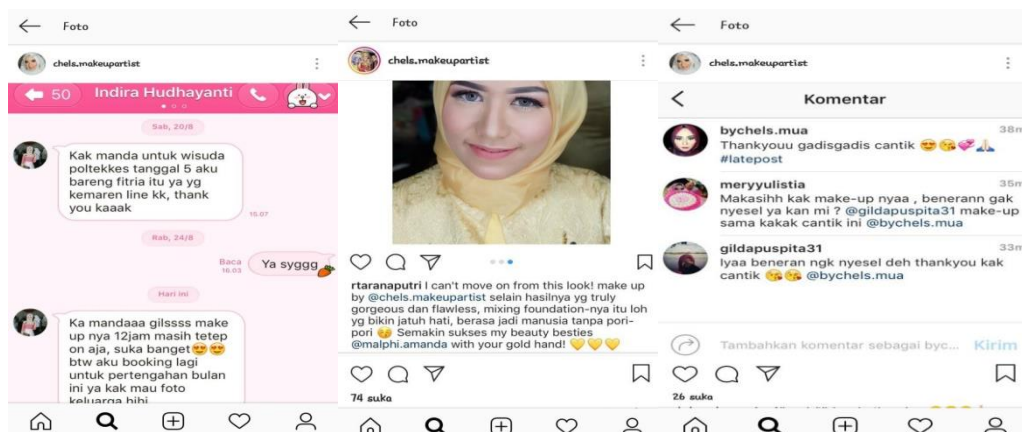 Foto
chels.makeupartist
50 Indira Hudhayanti
Sab, 20/8
Kak manda untuk wisuda
poltekkes tanggal 5 aku
bareng fitria itu ya yg
kemaren line kk, thank
you kaaak
15.07
Rab, 24/8
Baca
16.03
Ya syggg
Hari ini
Ka mandaaa gilssss make
up nya 12jam masih tetep
on aja, suka banget
btw aku booking lagi
untuk pertengahan bulan
ini ya kak mau foto
keluarga hihi
Foto
chels.makeupartist
rtaranaputri I can't move on from this look! make up
by @chels.makeupartist selain hasilnya yg truly
gorgeous dan flawless, mixing foundation-nya itu loh
yg bikin jatuh hati, berasa jadi manusia tanpa pori-
pori Semakin sukses my beauty besties
@malphi.amanda with your gold hand!
74 suka
Foto
chels.makeupartist
Komentar
bychels.mua 38m
Thankyouu gadisgadis cantik
#latepost
meryyulistia 35m
Makasihh kak make-up nyaa , benerann gak
nyesel ya kan mi ? @gildapuspita31 make-up
sama kakak cantik ini @bychels.mua
gildapuspita31 33m
Iyaa beneran ngk nyesel deh thankyou kak
cantik @bychels.mua
Tambahkan komentar sebagai byc... Kirim
26 suka